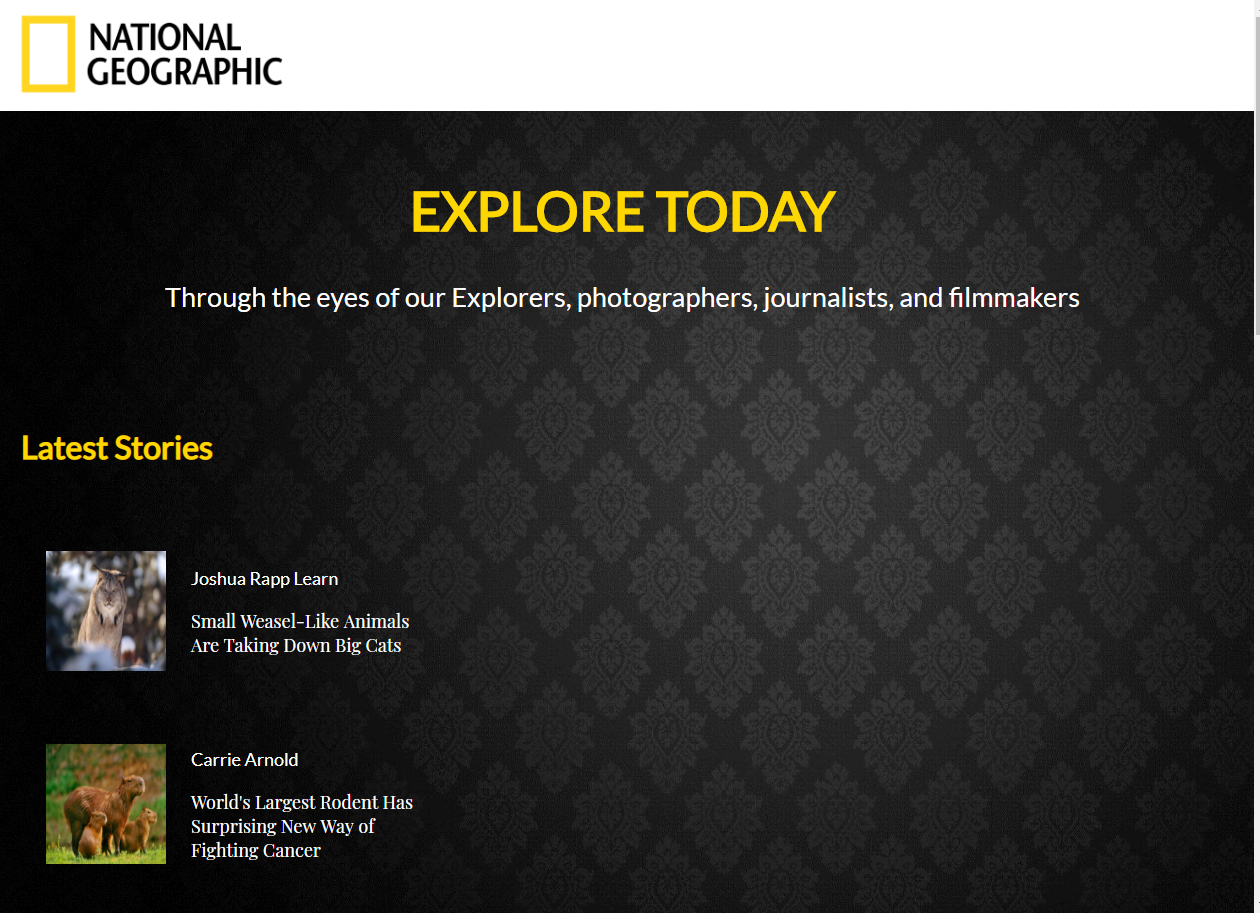 NATIONAL
GEOGRAPHIC
EXPLORE TODAY
Through the eyes of our Explorers, photographers, journalists, and filmmakers
Latest Stories
Joshua Rapp Learn
Small Weasel-Like Animals
Are Taking Down Big Cats
Carrie Arnold
World's Largest Rodent Has
Surprising New Way of
Fighting Cancer